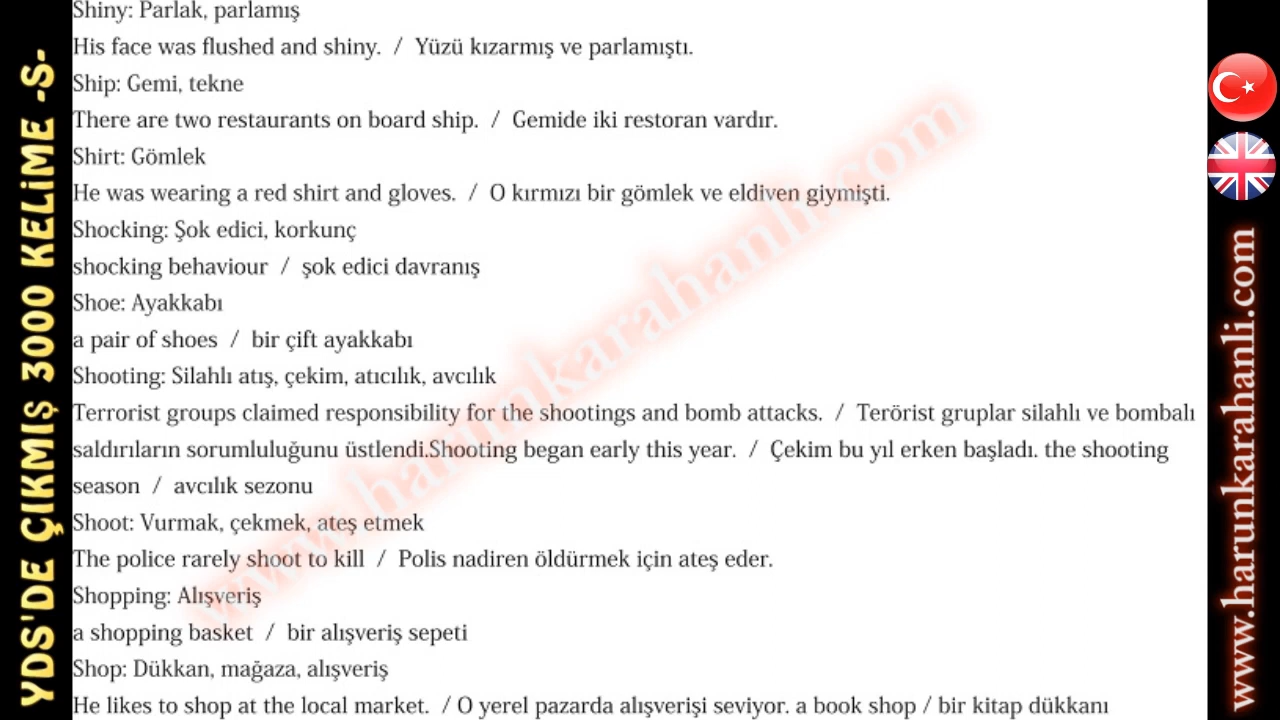 YDS'DE ÇIKMIŞ 3000 KELİME -S-
Shiny: Parlak, parlamış
His face was flushed and shiny. / Yüzü kızarmış ve parlamıştı.
Ship: Gemi, tekne
There are two restaurants on board ship. / Gemide iki restoran vardır.
Shirt: Gömlek
He was wearing a red shirt and gloves. / O kırmızı bir gömlek ve eldiven giymişti.
Shocking: Şok edici, korkunç
shocking behaviour / şok edici davranış
Shoe: Ayakkabı
a pair of shoes / bir çift ayakkabı
Shooting: Silahlı atış, çekim, atıcılık, avcılık
Terrorist groups claimed responsibility for the shootings and bomb attacks. / Terörist gruplar silahlı ve bombalı
saldırıların sorumluluğunu üstlendi.Shooting began early this year. / Çekim bu yıl erken başladı. the shooting
season / avcılık sezonu
Shoot: Vurmak, çekmek, ateş etmek
The police rarely shoot to kill / Polis nadiren öldürmek için ateş eder.
Shopping: Alışveriş
a shopping basket / bir alışveriş sepeti
Shop: Dükkan, mağaza, alışveriş
He likes to shop at the local market. / O yerel pazarda alışverişi seviyor. a book shop / bir kitap dükkanı
www.harunkarahanli.com
www.harunkarahanli.com